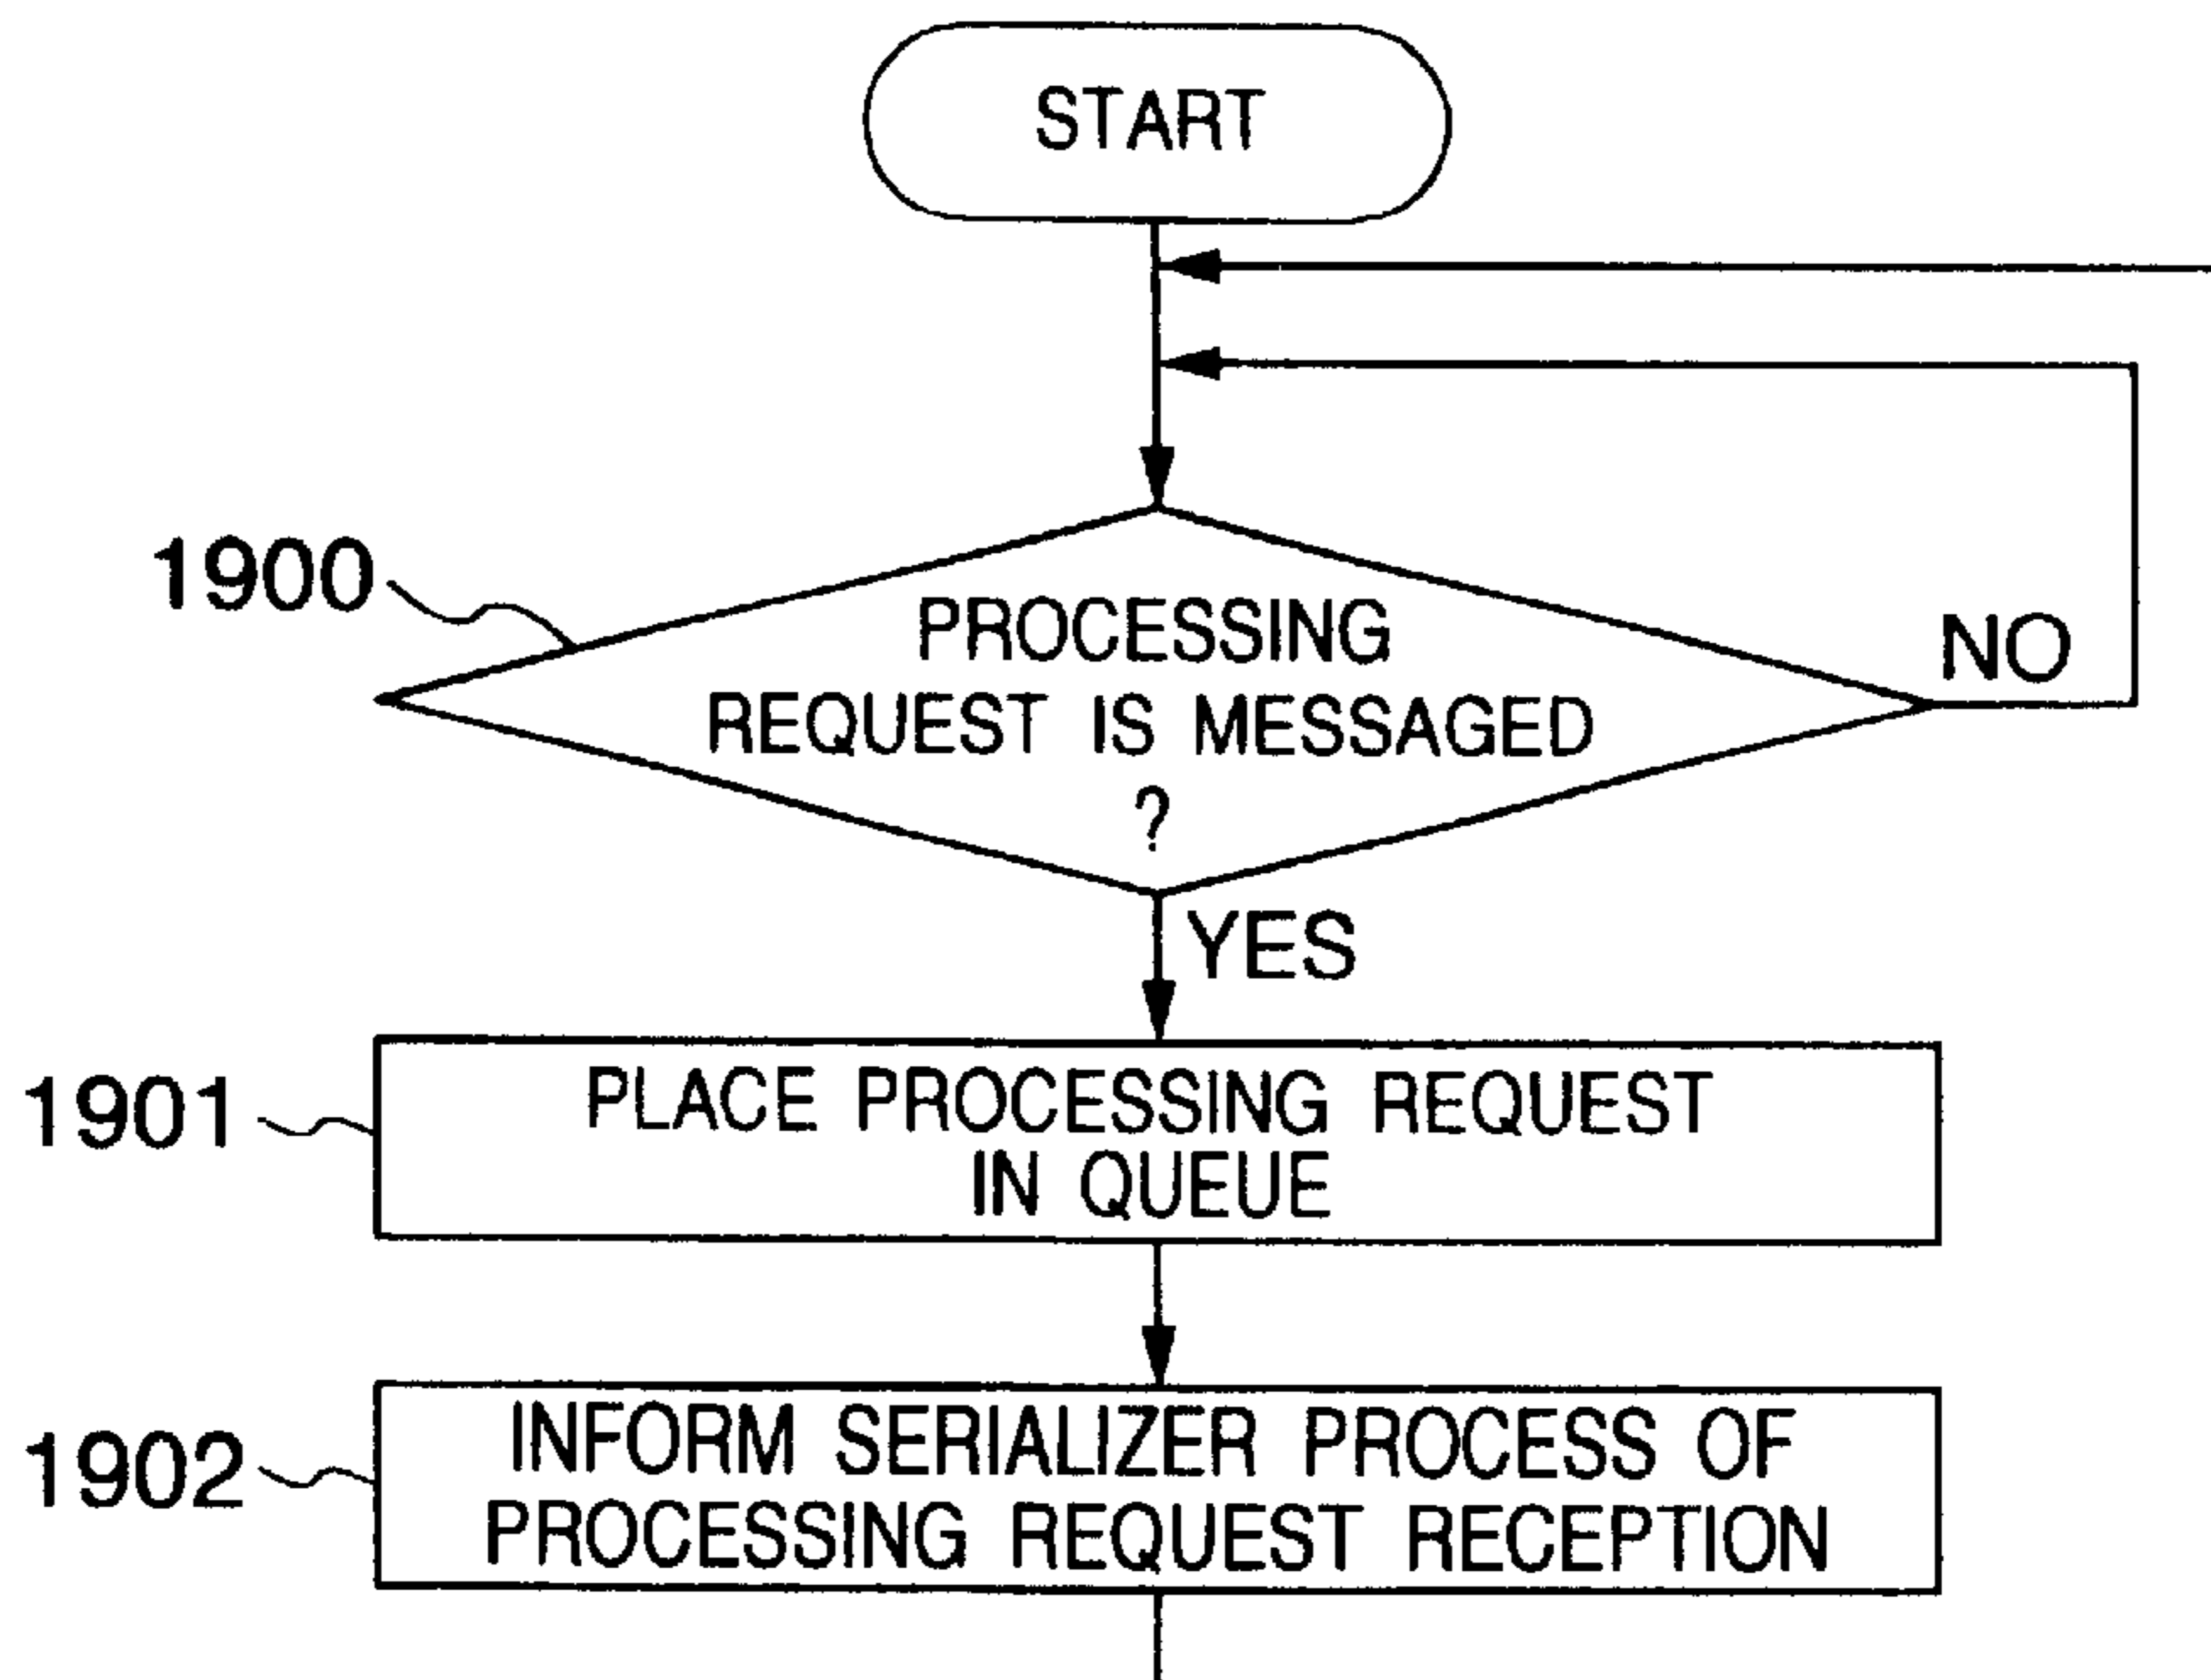 START
1900
PROCESSING
REQUEST IS MESSAGED
?
NO
YES
1901
PLACE PROCESSING REQUEST
IN QUEUE
1902
INFORM SERIALIZER PROCESS OF
PROCESSING REQUEST RECEPTION